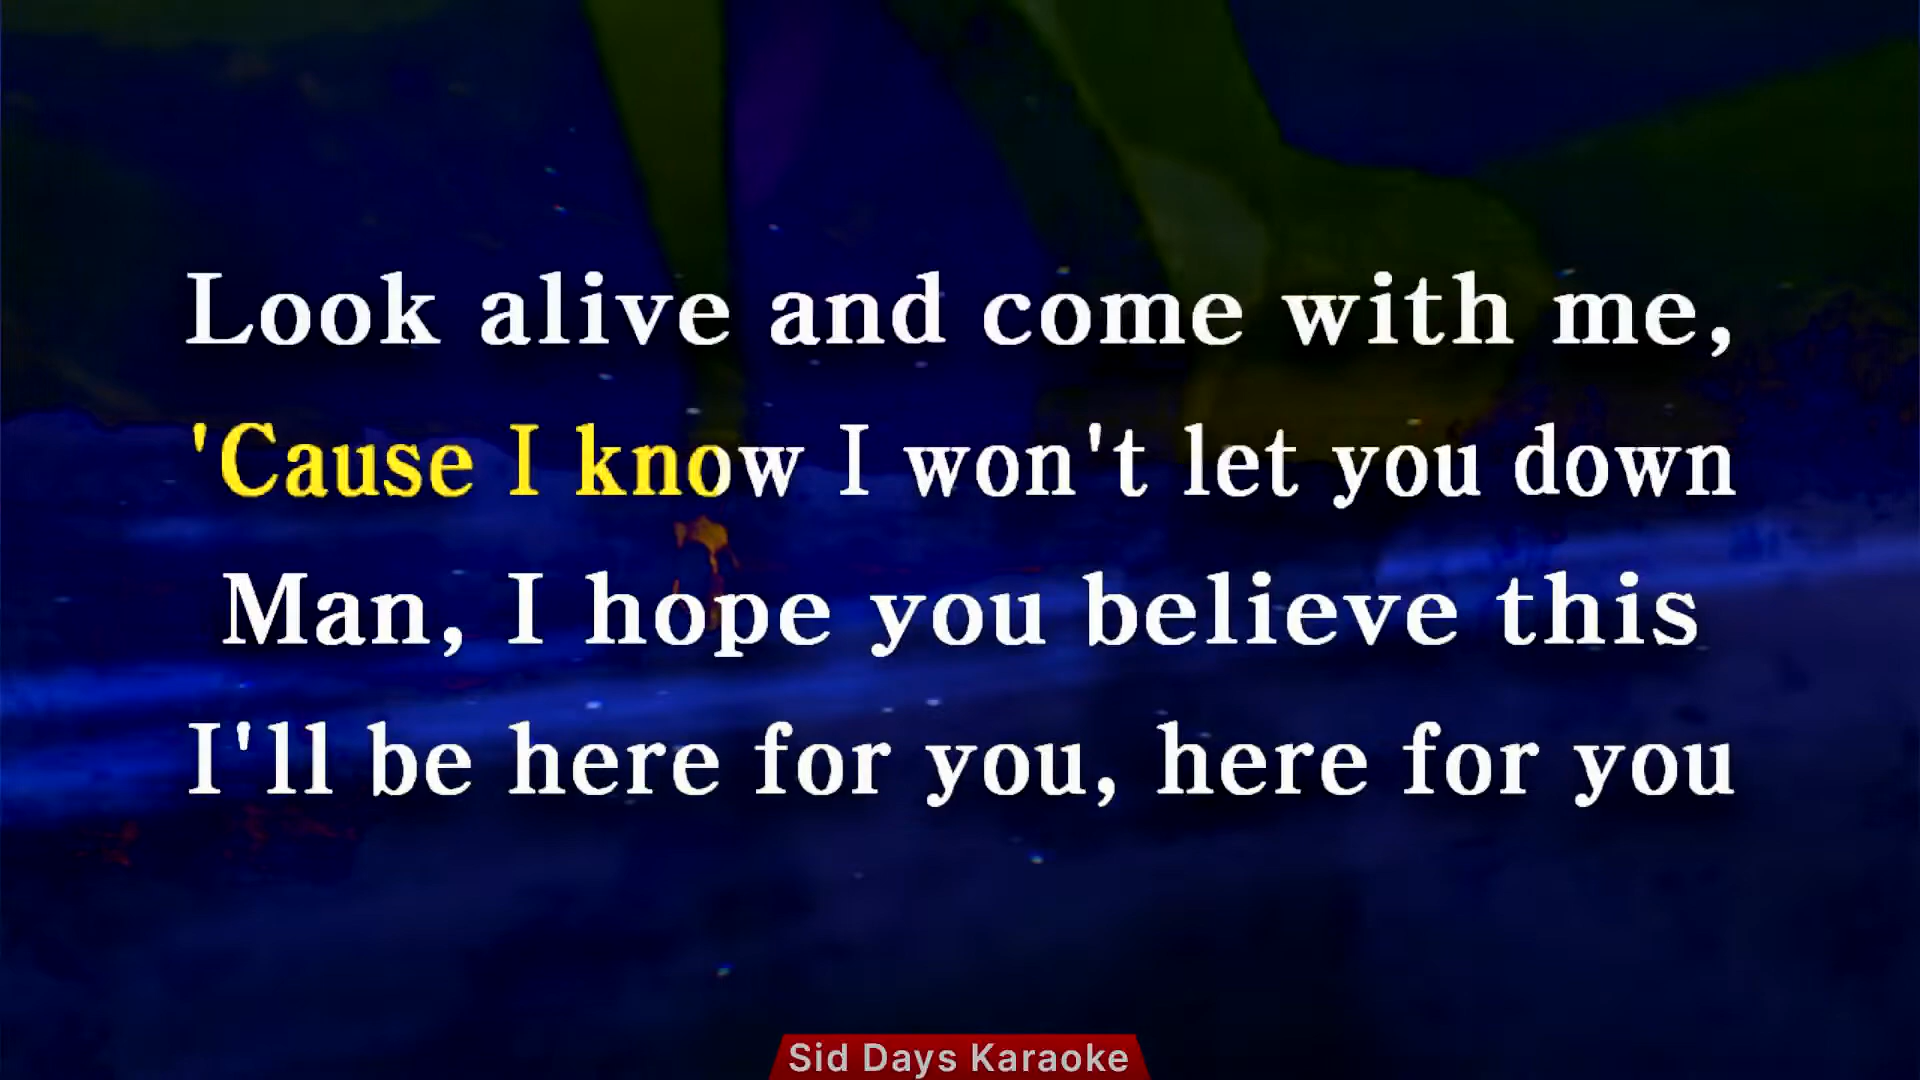 Look alive and come with me,
'Cause I know I won't let you down
Man, I hope you believe this
I'll be here for you, here for you
Sid Days Karaoke